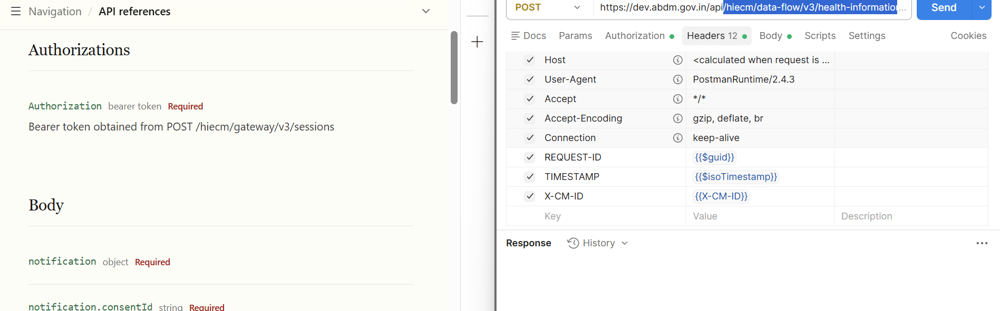 Navigation / API references
Authorizations
Authorization bearer token Required
Bearer token obtained from POST /hiecm/gateway/v3/sessions
Body
notification object Required
notification.consentId string Required
POST https://dev.abdm.gov.in/api/hiecm/data-flow/v3/health-information... Send
Docs Params Authorization Headers 12 Body Scripts Settings Cookies
Host <calculated when request is ...
User-Agent PostmanRuntime/2.4.3
Accept */*
Accept-Encoding gzip, deflate, br
Connection keep-alive
REQUEST-ID {{$guid}}
TIMESTAMP {{$isoTimestamp}}
X-CM-ID {{X-CM-ID}}
Key Value Description
Response History